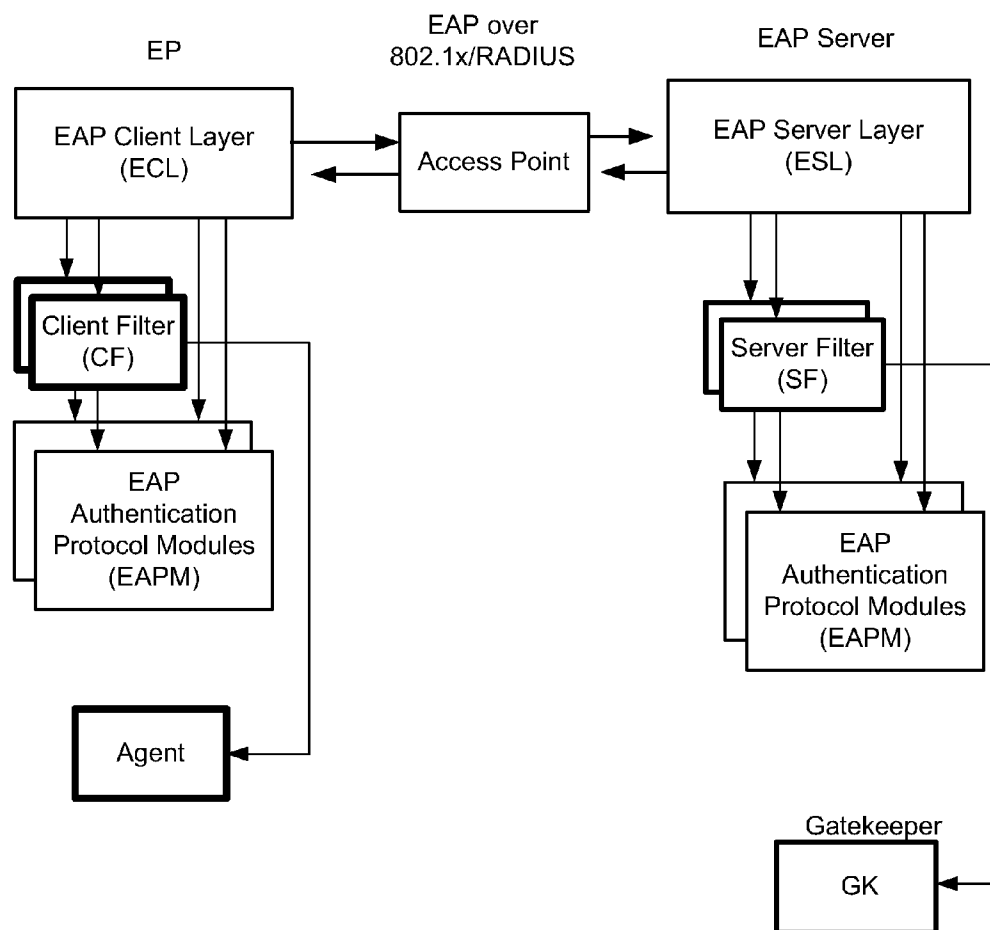 EP
EAP over
802.1x/RADIUS
EAP Server
EAP Client Layer
(ECL)
Access Point
EAP Server Layer
(ESL)
Client Filter
(CF)
Server Filter
(SF)
EAP
Authentication
Protocol Modules
(EAPM)
EAP
Authentication
Protocol Modules
(EAPM)
Agent
Gatekeeper
GK